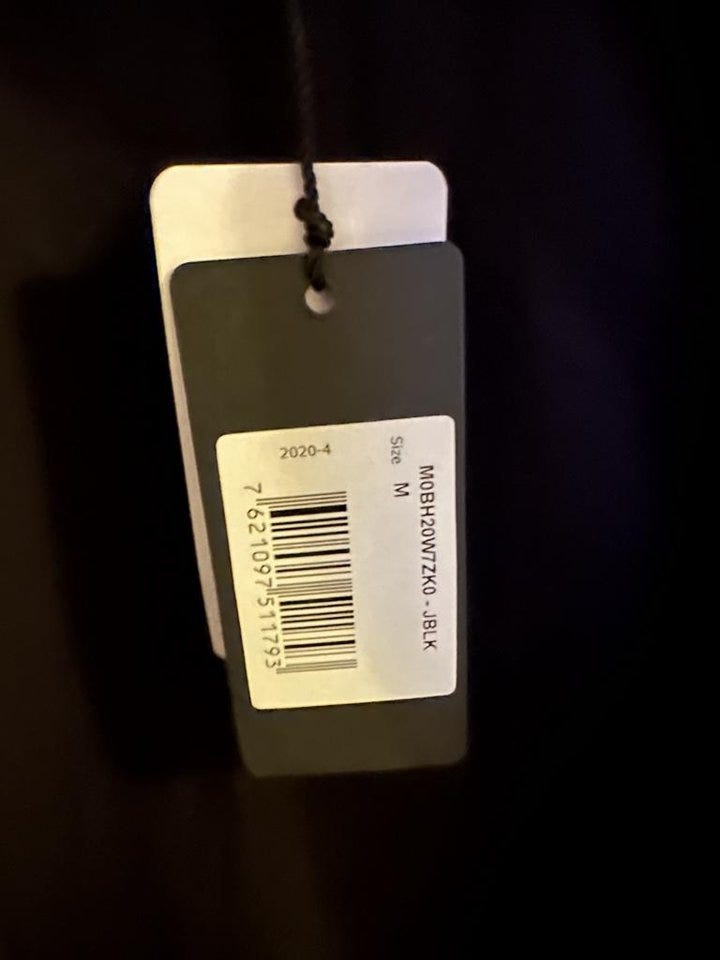 M0BH20W7ZK0 - JBLK
Size M
2020-4
7 621097 511793